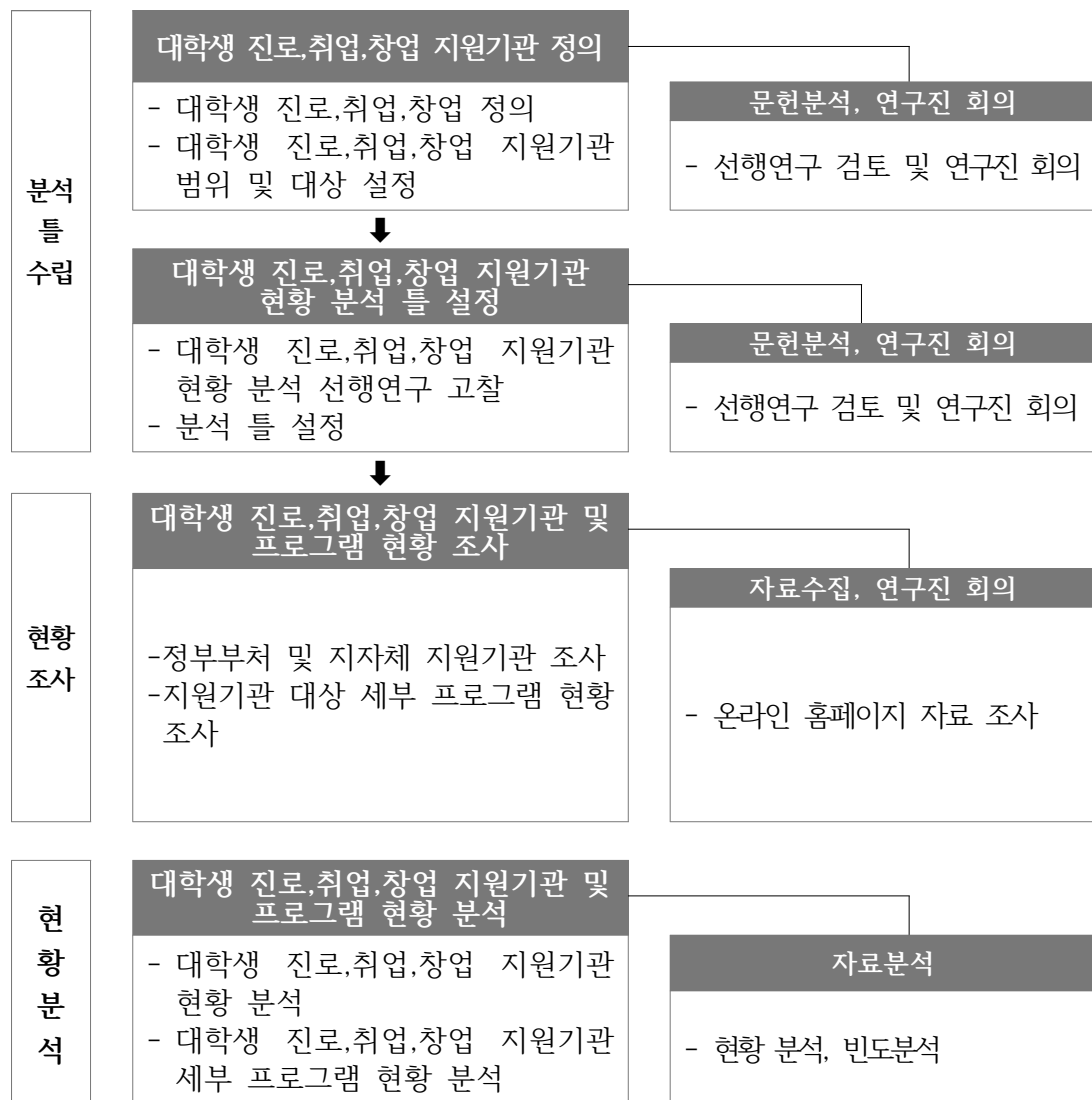 분석
틀
수립
대학생 진로,취업,창업 지원기관 정의
- 대학생 진로,취업,창업 정의
- 대학생 진로,취업,창업 지원기관
범위 및 대상 설정
문헌분석, 연구진 회의
- 선행연구 검토 및 연구진 회의
대학생 진로,취업,창업 지원기관
현황 분석 틀 설정
- 대학생 진로,취업,창업 지원기관
현황 분석 선행연구 고찰
- 분석 틀 설정
문헌분석, 연구진 회의
- 선행연구 검토 및 연구진 회의
현황
조사
대학생 진로,취업,창업 지원기관 및
프로그램 현황 조사
-정부부처 및 지자체 지원기관 조사
-지원기관 대상 세부 프로그램 현황
조사
자료수집, 연구진 회의
- 온라인 홈페이지 자료 조사
현
황
분
석
대학생 진로,취업,창업 지원기관 및
프로그램 현황 분석
- 대학생 진로,취업,창업 지원기관
현황 분석
- 대학생 진로,취업,창업 지원기관
세부 프로그램 현황 분석
자료분석
- 현황 분석, 빈도분석